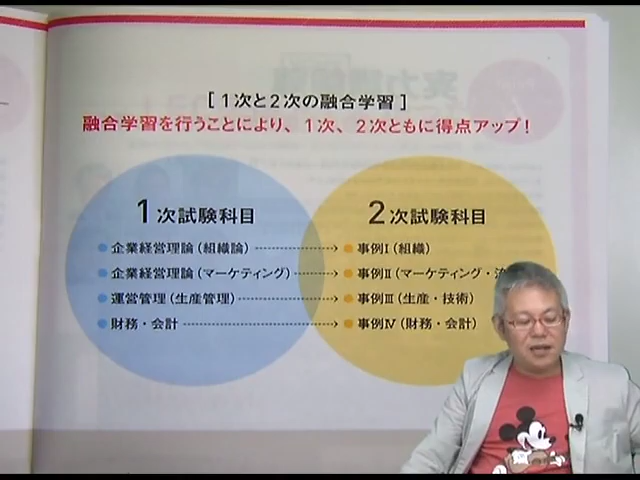 [1次と2次の融合学習]
融合学習を行うことにより、1次、2次ともに得点アップ!
1次試験科目
企業経営理論(組織論)
企業経営理論(マーケティング)
運営管理(生産管理)
財務・会計
2次試験科目
事例Ⅰ(組織)
事例Ⅱ(マーケティング・流
事例Ⅲ(生産・技術)
事例Ⅳ(財務・会計)